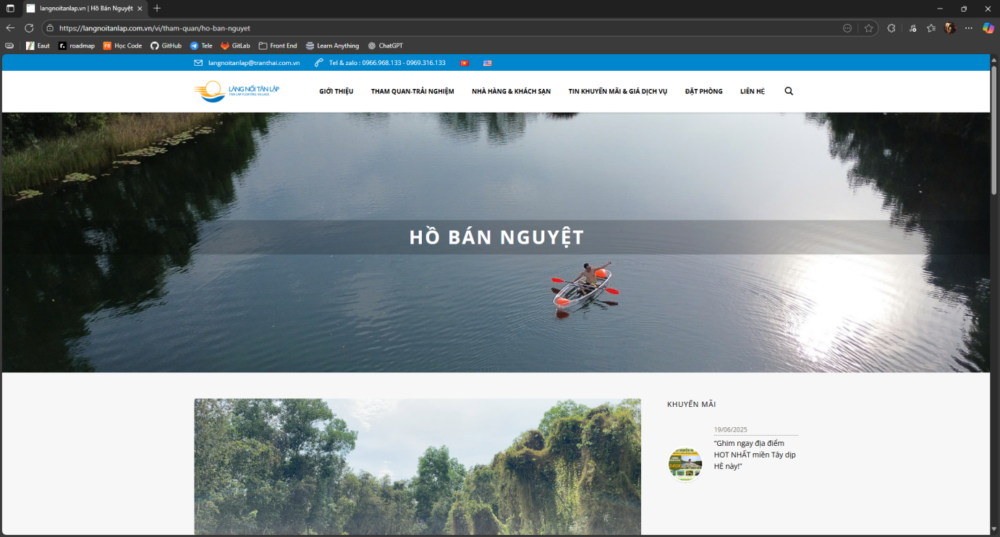 langnoitanlap.vn | Hồ Bán Nguyệt
https://langnoitanlap.com.vn/vi/tham-quan/ho-ban-nguyet
Eaut
roadmap
Học Code
GitHub
Tele
GitLab
Front End
Learn Anything
ChatGPT
langnoitanlap@tranthai.com.vn
Tel & zalo : 0966.968.133 - 0969.316.133
LÀNG NỔI TÂN LẬP
TAN LAP FLOATING VILLAGE
GIỚI THIỆU
THAM QUAN-TRẢI NGHIỆM
NHÀ HÀNG & KHÁCH SẠN
TIN KHUYẾN MÃI & GIÁ DỊCH VỤ
ĐẶT PHÒNG
LIÊN HỆ
HỒ BÁN NGUYỆT
KHUYẾN MÃI
19/06/2025
“Ghim ngay địa điểm
HOT NHẤT miền Tây dịp
HÈ này!”